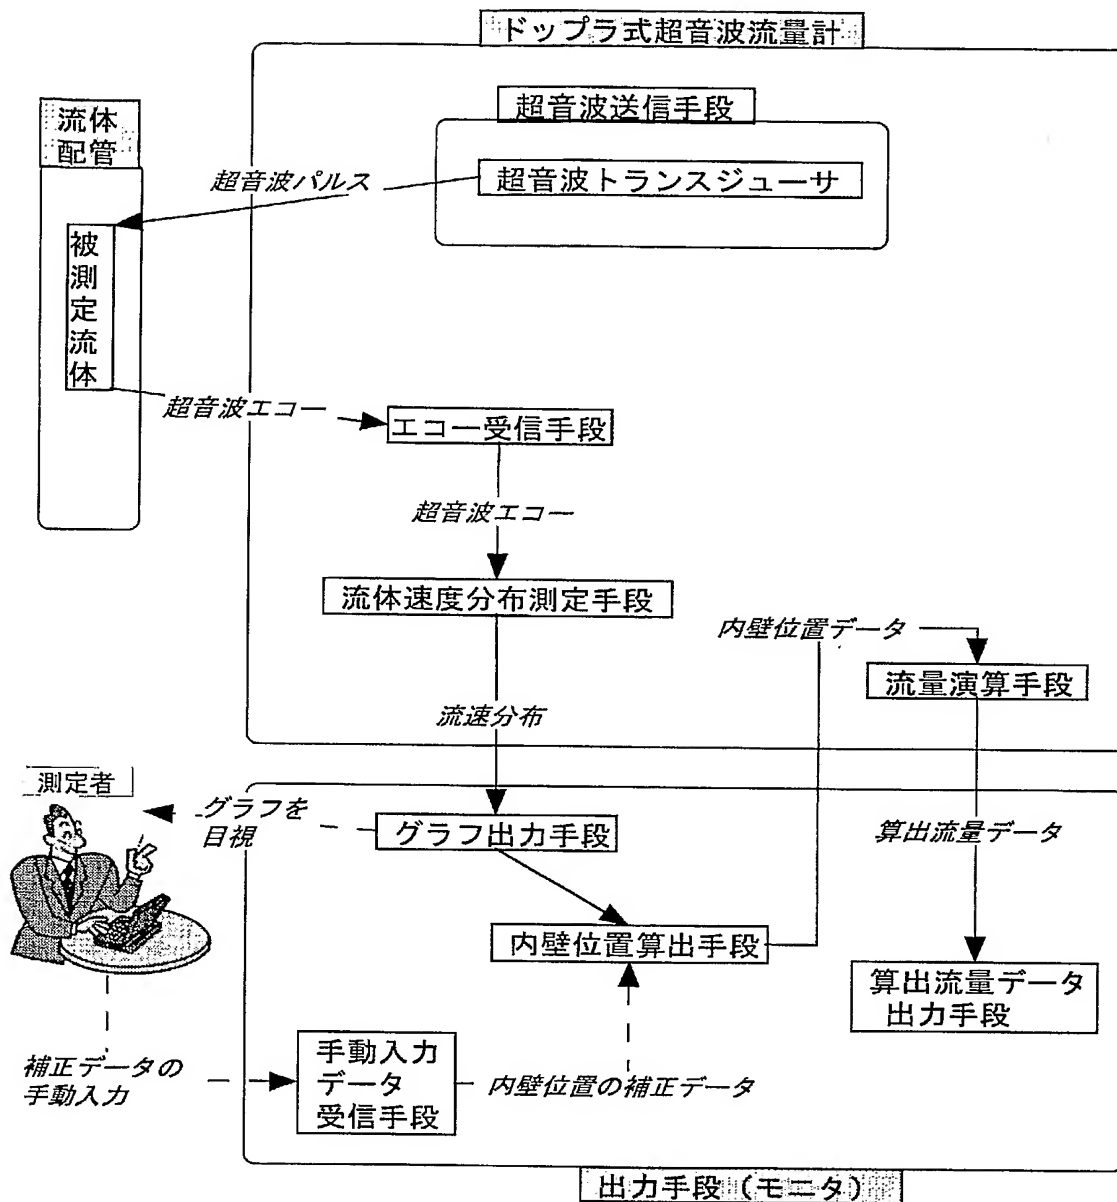 ドップラ式超音波流量計
超音波送信手段
流体
配管
超音波パルス
超音波トランスジューサ
被
測
定
流
体
超音波エコー
エコー受信手段
超音波エコー
流体速度分布測定手段
内壁位置データ
流量演算手段
流速分布
測定者
グラフを
目視
グラフ出力手段
算出流量データ
内壁位置算出手段
算出流量データ
出力手段
手動入力
データ
受信手段
補正データの
手動入力
内壁位置の補正データ
出力手段（モニタ）